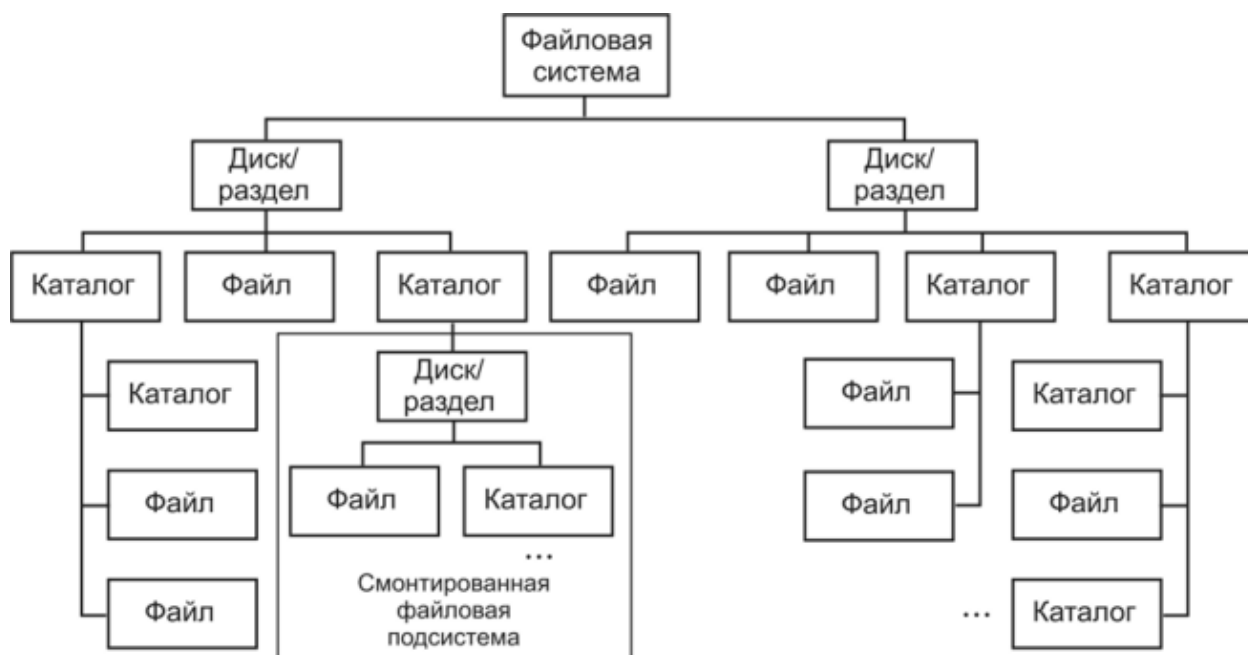 Файловая
система
Диск/
раздел
Диск/
раздел
Каталог
Файл
Каталог
Файл
Файл
Каталог
Каталог
Каталог
Диск/
раздел
Файл
Каталог
Файл
Файл
Каталог
Файл
Файл
Файл
...
Смонтированная
файловая
подсистема
Файл
...
Каталог